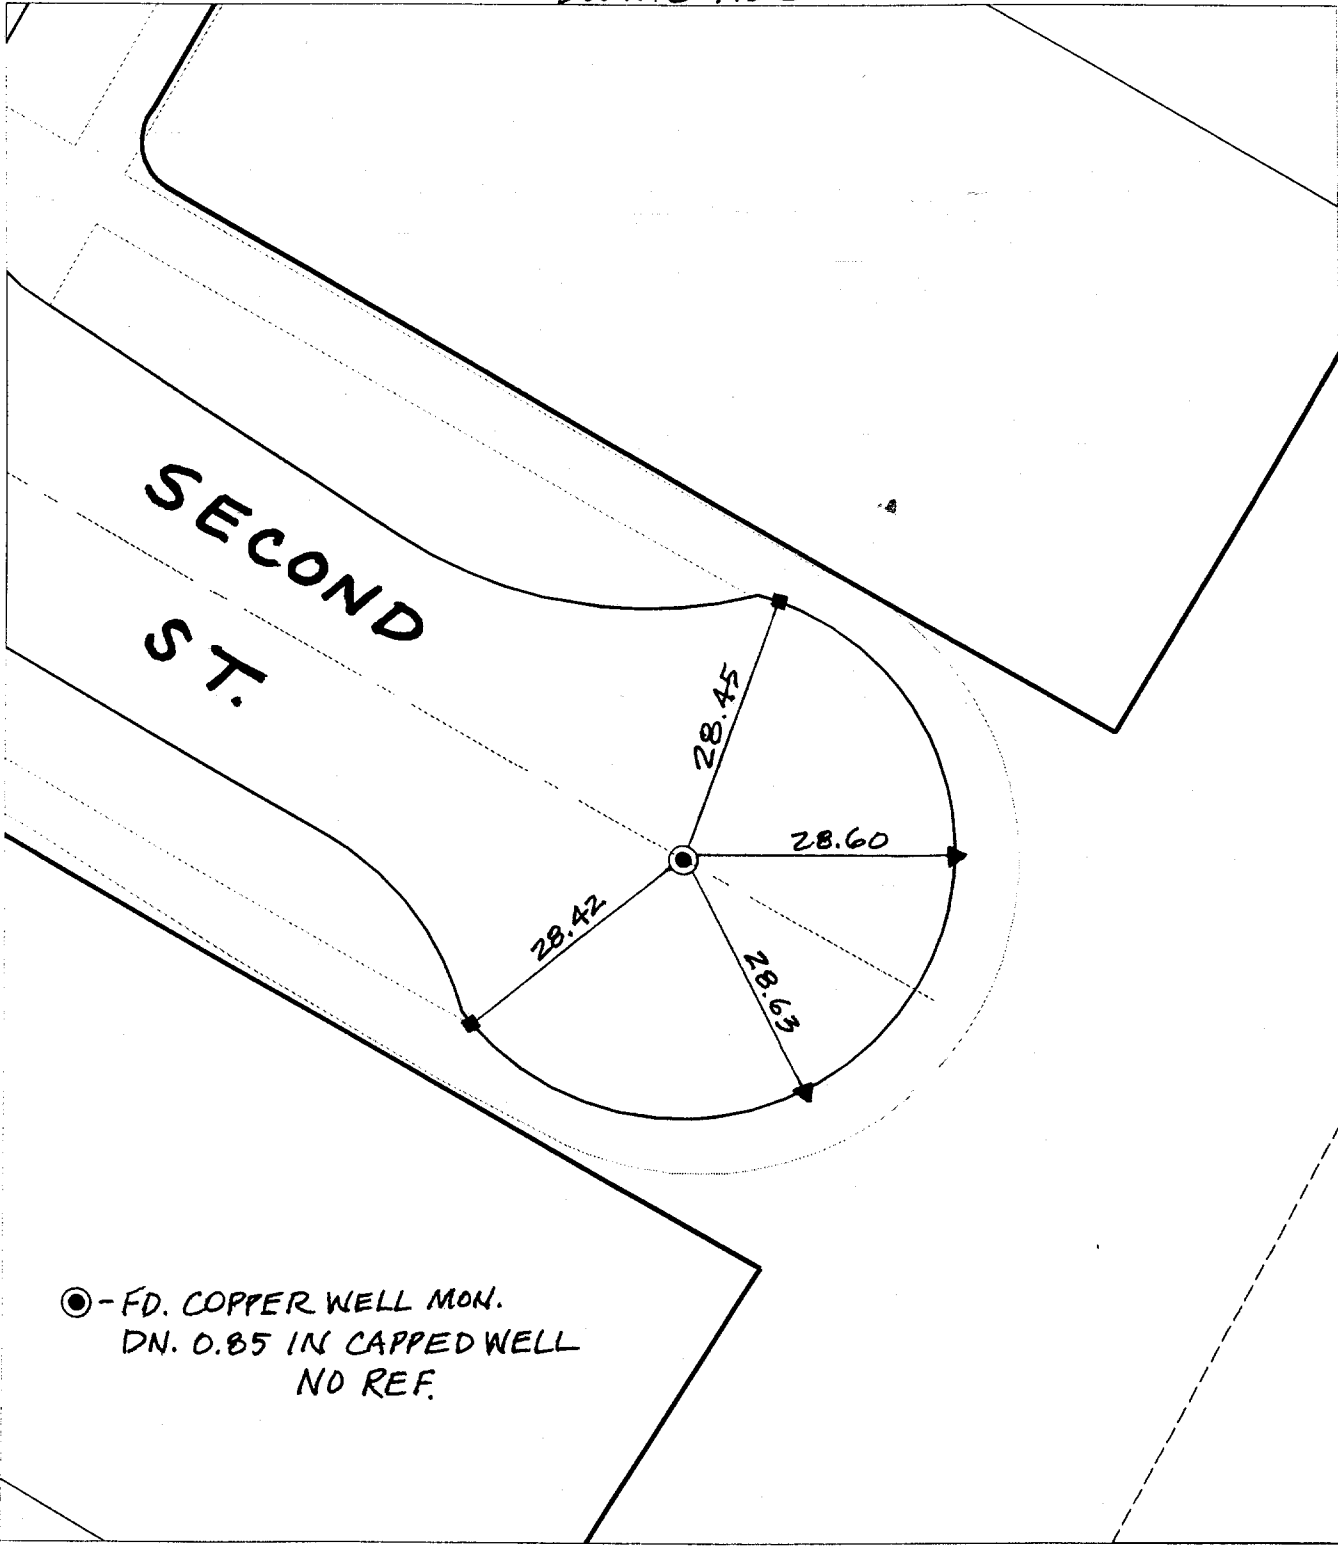 SECOND
ST.
28.45
28.60
28.42
28.63
- FD. COPPER WELL MON.
DN. 0.85 IN CAPPED WELL
NO REF.